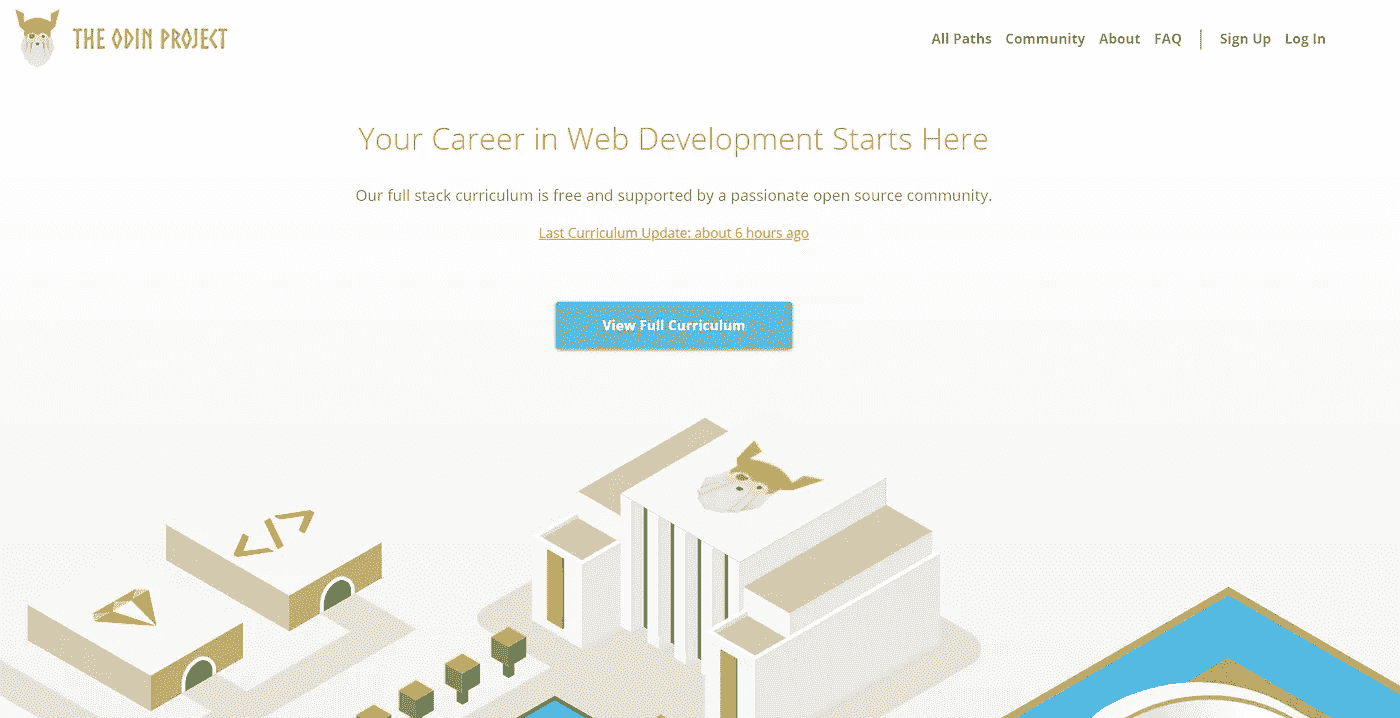 THE ODIN PROJECT
All Paths Community About FAQ | Sign Up Log In
Your Career in Web Development Starts Here
Our full stack curriculum is free and supported by a passionate open source community.
Last Curriculum Update: about 6 hours ago
View Full Curriculum
</>